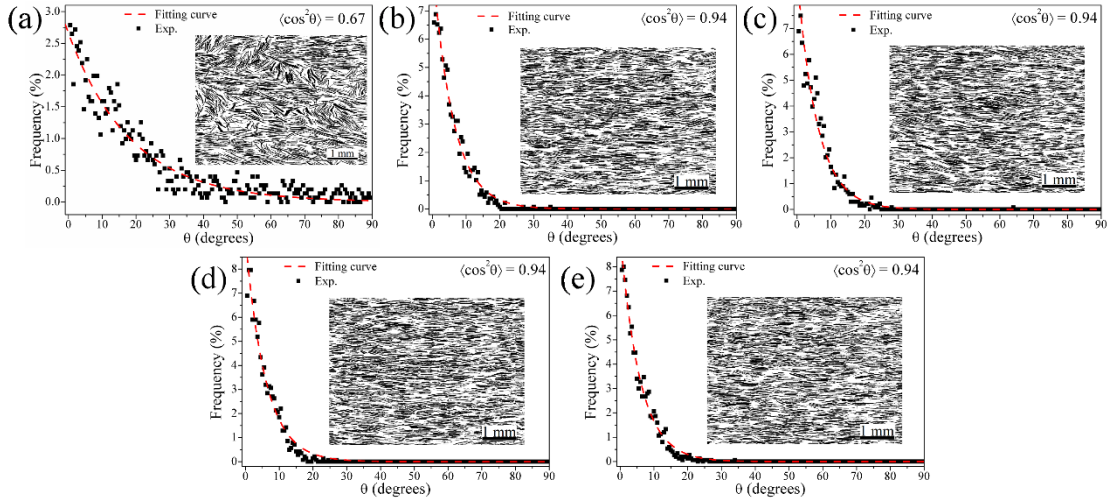 (a)
Fitting curve
Exp.
⟨cos²θ⟩ = 0.67
Frequency (%)
3.0
2.5
2.0
1.5
1.0
0.5
0.0
1 mm
0 10 20 30 40 50 60 70 80 90
θ (degrees)
(b)
Fitting curve
Exp.
⟨cos²θ⟩ = 0.94
Frequency (%)
7
6
5
4
3
2
1
0
1 mm
0 10 20 30 40 50 60 70 80 90
θ (degrees)
(c)
Fitting curve
Exp.
⟨cos²θ⟩ = 0.94
Frequency (%)
7
6
5
4
3
2
1
0
1 mm
0 10 20 30 40 50 60 70 80 90
θ (degrees)
(d)
Fitting curve
Exp.
⟨cos²θ⟩ = 0.94
Frequency (%)
8
7
6
5
4
3
2
1
0
1 mm
0 10 20 30 40 50 60 70 80 90
θ (degrees)
(e)
Fitting curve
Exp.
⟨cos²θ⟩ = 0.94
Frequency (%)
8
7
6
5
4
3
2
1
0
1 mm
0 10 20 30 40 50 60 70 80 90
θ (degrees)